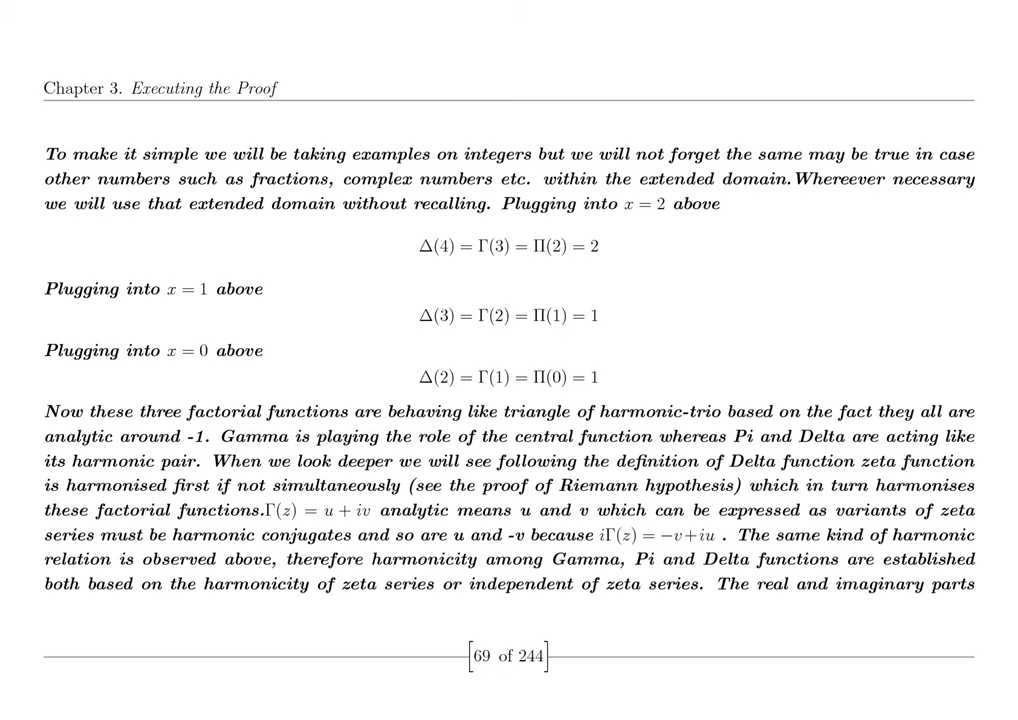 Chapter 3. Executing the Proof
To make it simple we will be taking examples on integers but we will not forget the same may be true in case
other numbers such as fractions, complex numbers etc. within the extended domain.Whereever necessary
we will use that extended domain without recalling. Plugging into x = 2 above
Δ(4) = Γ(3) = Π(2) = 2
Plugging into x = 1 above
Δ(3) = Γ(2) = Π(1) = 1
Plugging into x = 0 above
Δ(2) = Γ(1) = Π(0) = 1
Now these three factorial functions are behaving like triangle of harmonic-trio based on the fact they all are
analytic around -1. Gamma is playing the role of the central function whereas Pi and Delta are acting like
its harmonic pair. When we look deeper we will see following the definition of Delta function zeta function
is harmonised first if not simultaneously (see the proof of Riemann hypothesis) which in turn harmonises
these factorial functions.Γ(z) = u + iv analytic means u and v which can be expressed as variants of zeta
series must be harmonic conjugates and so are u and -v because iΓ(z) = −v+iu . The same kind of harmonic
relation is observed above, therefore harmonicity among Gamma, Pi and Delta functions are established
both based on the harmonicity of zeta series or independent of zeta series. The real and imaginary parts
[69 of 244]